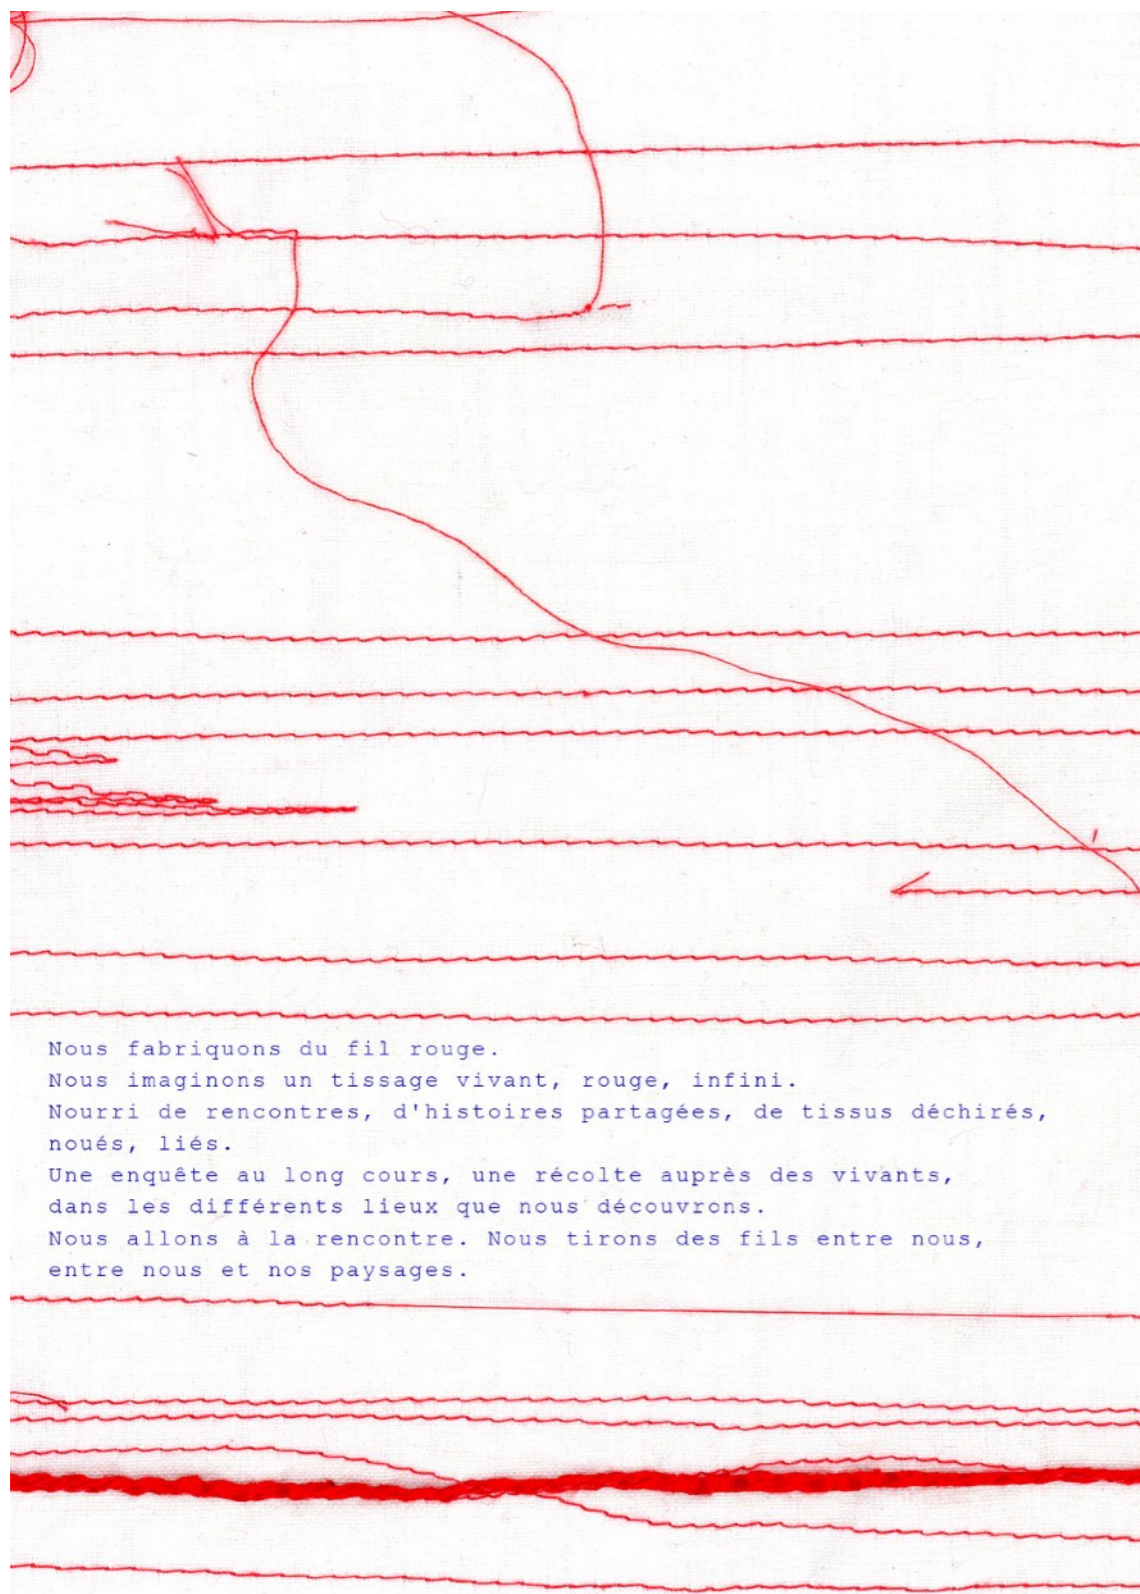 Nous fabriquons du fil rouge.
Nous imaginons un tissage vivant, rouge, infini.
Nourri de rencontres, d'histoires partagées, de tissus déchirés,
noués, liés.
Une enquête au long cours, une récolte auprès des vivants,
dans les différents lieux que nous découvrons.
Nous allons à la rencontre. Nous tirons des fils entre nous,
entre nous et nos paysages.